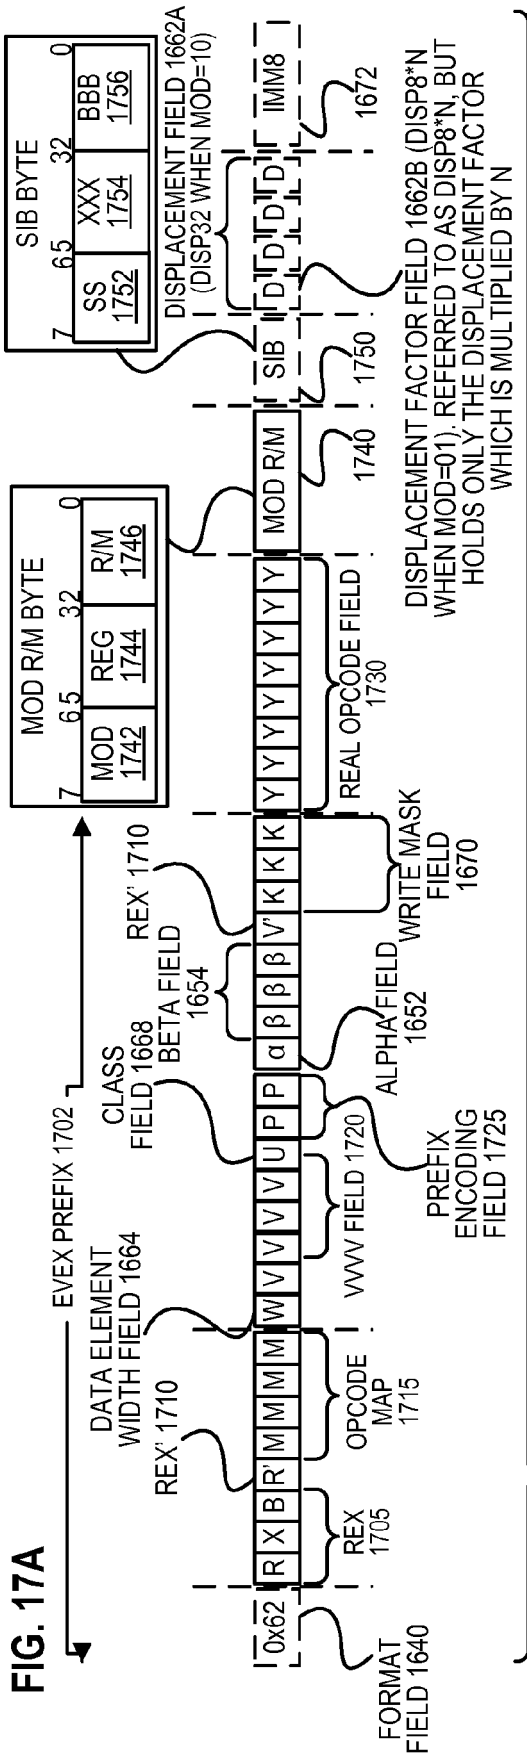 FIG. 17A
EVEX PREFIX 1702
MOD R/M BYTE
7 6 5 3 2 0
MOD
1742
REG
1744
R/M
1746
SIB BYTE
7 6 5 3 2 0
SS
1752
XXX
1754
BBB
1756
DATA ELEMENT
WIDTH FIELD 1664
REX' 1710
CLASS
FIELD 1668
BETA FIELD
1654
REX' 1710
DISPLACEMENT FIELD 1662A
(DISP32 WHEN MOD=10)
0x62 R X B R' M M M M W V V V V U P P α β β β V' K K K Y Y Y Y Y Y Y Y MOD R/M SIB D D D D IMM8
FORMAT
FIELD 1640
REX
1705
OPCODE
MAP
1715
VVVV FIELD 1720
PREFIX
ENCODING
FIELD 1725
ALPHA FIELD
1652
WRITE MASK
FIELD
1670
REAL OPCODE FIELD
1730
1740
1750
1672
DISPLACEMENT FACTOR FIELD 1662B (DISP8*N
WHEN MOD=01). REFERRED TO AS DISP8*N, BUT
HOLDS ONLY THE DISPLACEMENT FACTOR
WHICH IS MULTIPLIED BY N